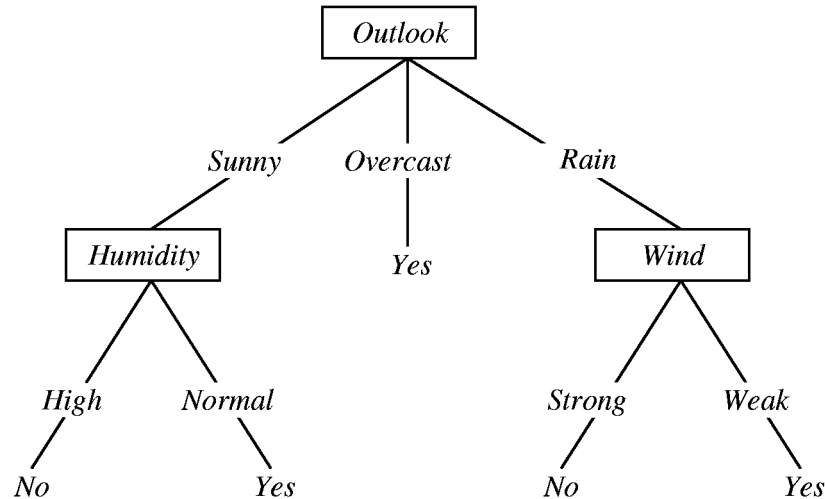 Outlook
Sunny Overcast Rain
Humidity Yes Wind
High Normal Strong Weak
No Yes No Yes